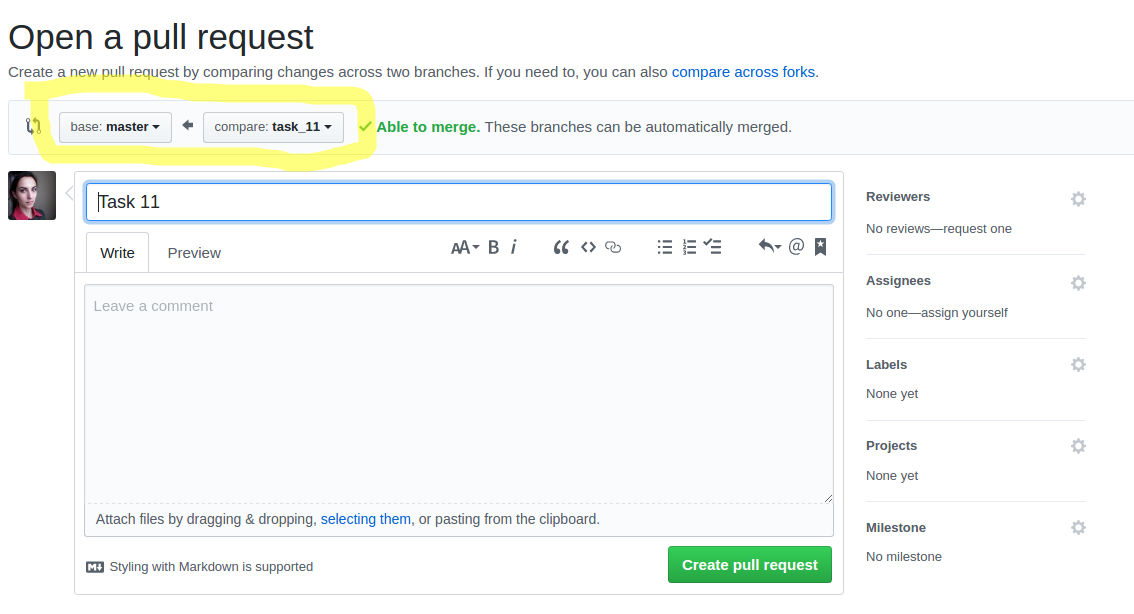 Open a pull request
Create a new pull request by comparing changes across two branches. If you need to, you can also compare across forks.
base: master compare: task_11 Able to merge. These branches can be automatically merged.
Task 11
Write Preview AA B i @
Leave a comment
Attach files by dragging & dropping, selecting them, or pasting from the clipboard.
Styling with Markdown is supported
Create pull request
Reviewers
No reviews—request one
Assignees
No one—assign yourself
Labels
None yet
Projects
None yet
Milestone
No milestone